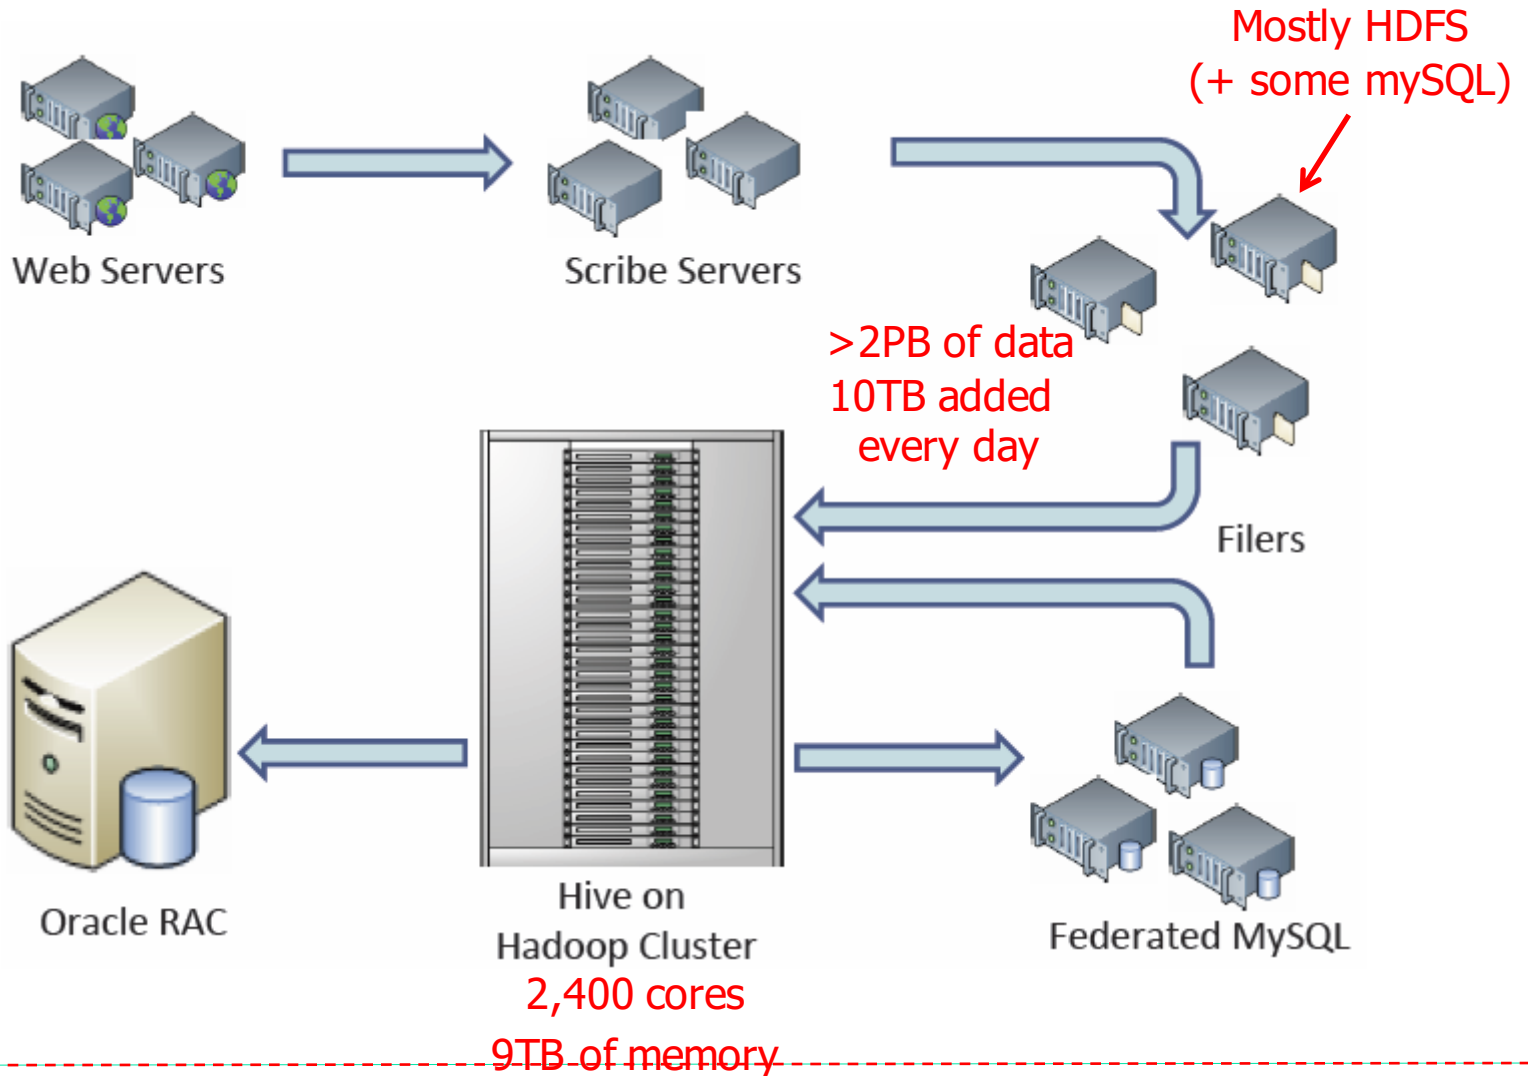 Mostly HDFS
(+ some mySQL)
Web Servers
Scribe Servers
>2PB of data
10TB added
every day
Filers
Oracle RAC
Hive on
Hadoop Cluster
2,400 cores
9TB of memory
Federated MySQL